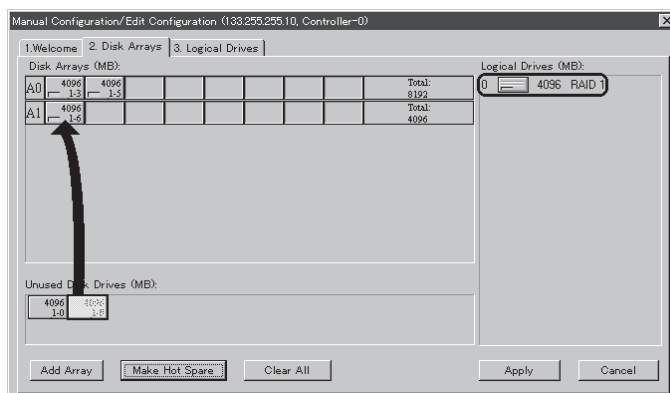 Manual Configuration/Edit Configuration (133.255.255.10, Controller-0)
1.Welcome
2. Disk Arrays
3. Logical Drives
Disk Arrays (MB):
Logical Drives (MB):
A0
4096
1-3
4096
1-5
Total:
8192
0
4096 RAID 1
A1
4096
1-6
Total:
4096
Unused Disk Drives (MB):
4096
1-0
4096
Add Array
Make Hot Spare
Clear All
Apply
Cancel